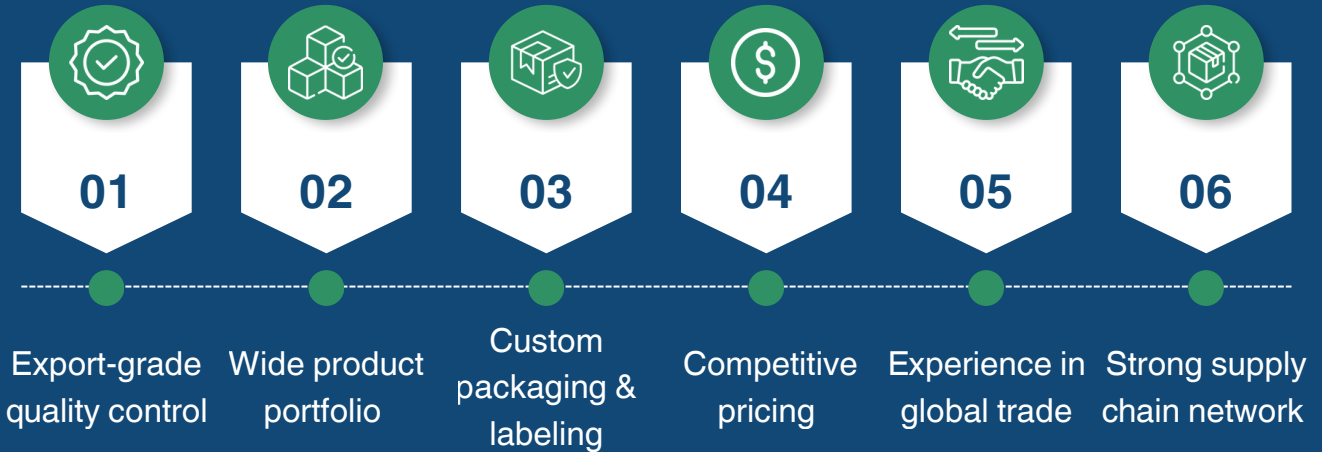 01
Export-grade
quality control
02
Wide product
portfolio
03
Custom
packaging &
labeling
04
$
Competitive
pricing
05
Experience in
global trade
06
Strong supply
chain network